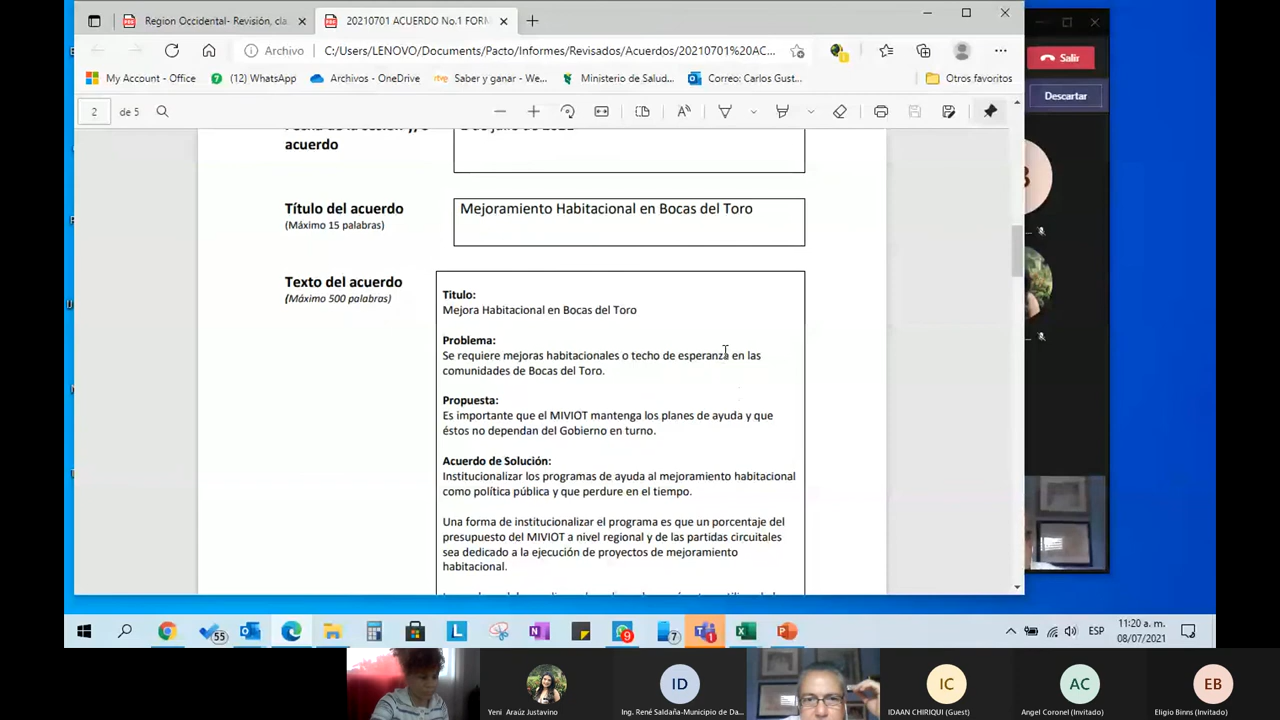 Region Occidental- Revisión, cla
20210701 ACUERDO No.1 FORM
Archivo
C:/Users/LENOVO/Documents/Pacto/Informes/Revisados/Acuerdos/20210701%20AC...
My Account - Office
(12) WhatsApp
Archivos - OneDrive
Saber y ganar - We...
Ministerio de Salud...
Correo: Carlos Gust...
Otros favoritos
Salir
Descartar
2 de 5
acuerdo
Título del acuerdo
(Máximo 15 palabras)
Mejoramiento Habitacional en Bocas del Toro
Texto del acuerdo
(Máximo 500 palabras)
Titulo:
Mejora Habitacional en Bocas del Toro
Problema:
Se requiere mejoras habitacionales o techo de esperanza en las
comunidades de Bocas del Toro.
Propuesta:
Es importante que el MIVIOT mantenga los planes de ayuda y que
éstos no dependan del Gobierno en turno.
Acuerdo de Solución:
Institucionalizar los programas de ayuda al mejoramiento habitacional
como política pública y que perdure en el tiempo.
Una forma de institucionalizar el programa es que un porcentaje del
presupuesto del MIVIOT a nivel regional y de las partidas circuitales
sea dedicado a la ejecución de proyectos de mejoramiento
habitacional.
55
9
7
1
ESP
11:20 a. m.
08/07/2021
Yeni Araúz Justavino
ID
Ing. René Saldaña-Municipio de Da...
IC
IDAAN CHIRIQUI (Guest)
AC
Angel Coronel (Invitado)
EB
Eligio Binns (Invitado)